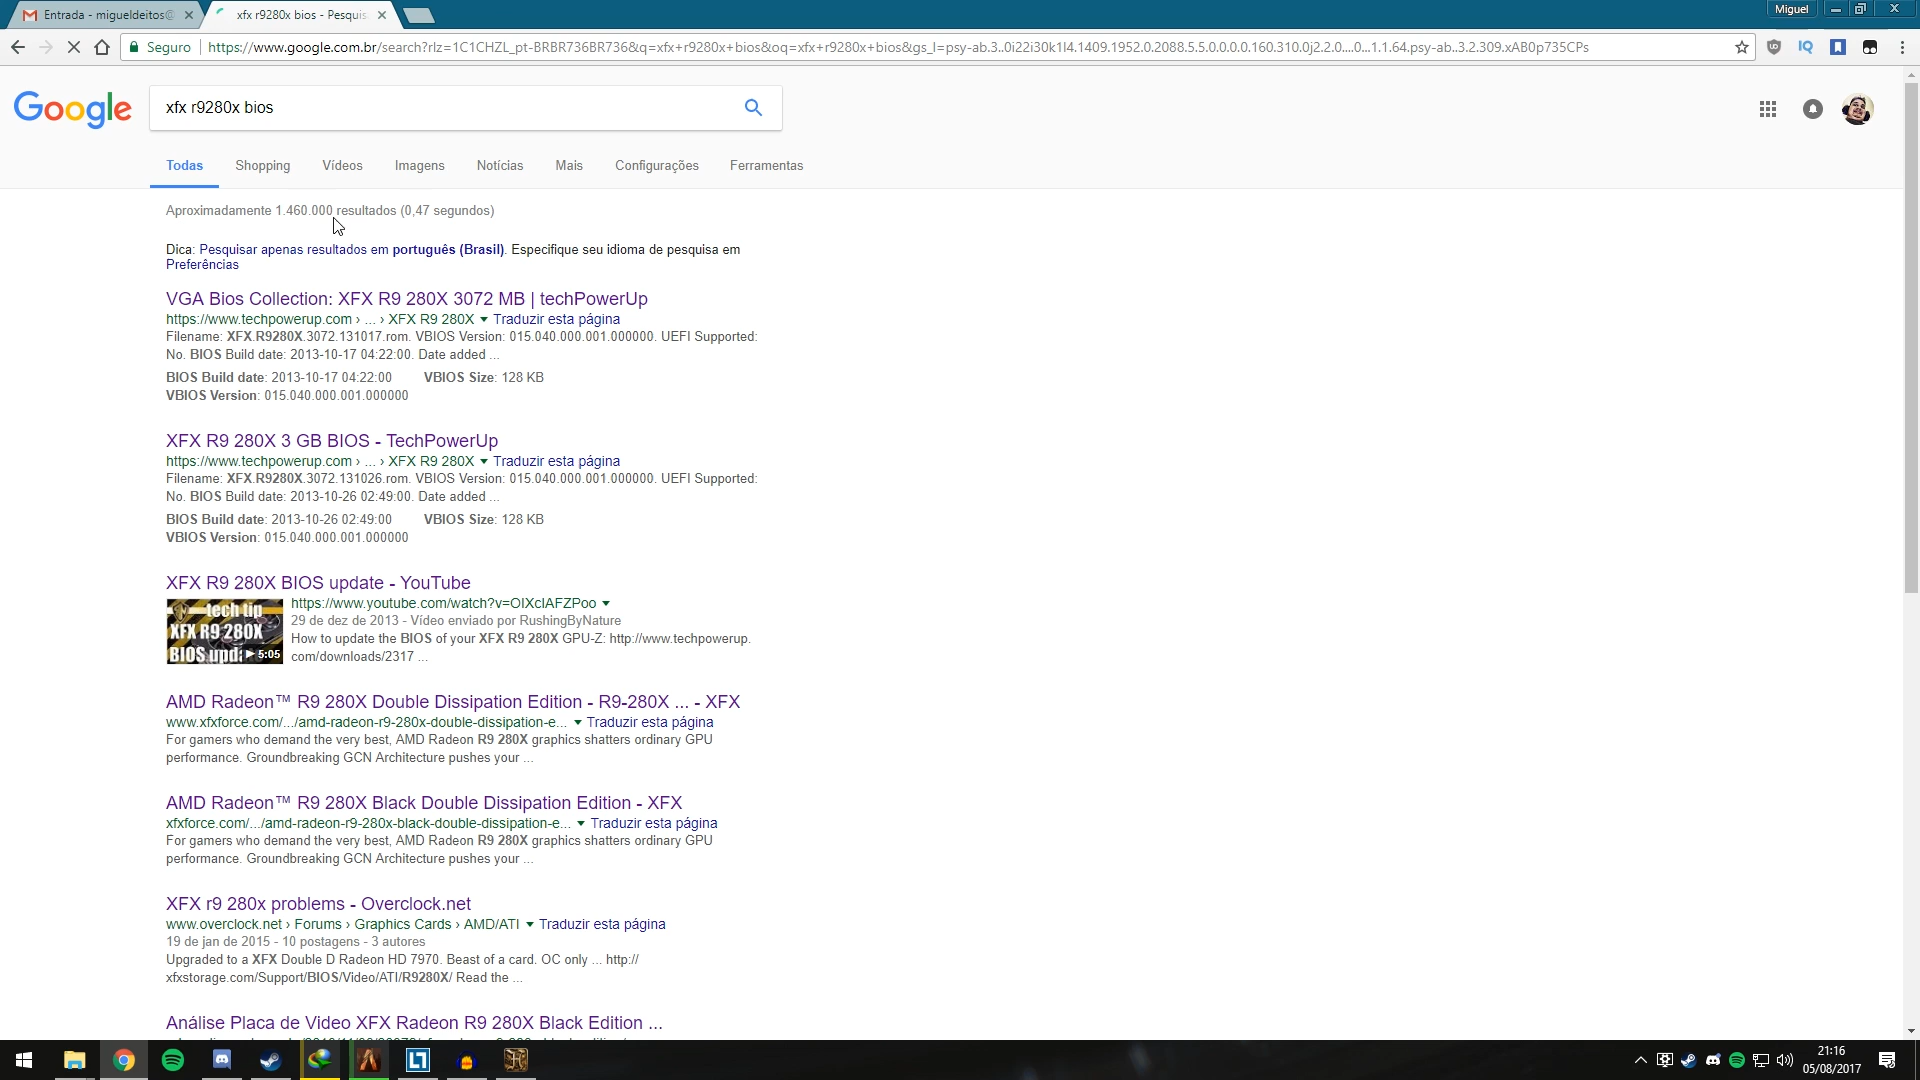 Entrada - migueldeitos@
xfx r9280x bios - Pesquis
Miguel
Seguro
https://www.google.com.br/search?rlz=1C1CHZL_pt-BRBR736BR736&q=xfx+r9280x+bios&oq=xfx+r9280x+bios&gs_l=psy-ab.3..0i22i30k1l4.1409.1952.0.2088.5.5.0.0.0.0.160.310.0j2.2.0....0...1.1.64.psy-ab..3.2.309.xAB0p735CPs
IQ
Google
xfx r9280x bios
Todas
Shopping
Vídeos
Imagens
Notícias
Mais
Configurações
Ferramentas
Aproximadamente 1.460.000 resultados (0,47 segundos)
Dica: Pesquisar apenas resultados em português (Brasil). Especifique seu idioma de pesquisa em
Preferências
VGA Bios Collection: XFX R9 280X 3072 MB | techPowerUp
https://www.techpowerup.com › ... › XFX R9 280X ▼ Traduzir esta página
Filename: XFX.R9280X.3072.131017.rom. VBIOS Version: 015.040.000.001.000000. UEFI Supported:
No. BIOS Build date: 2013-10-17 04:22:00. Date added ...
BIOS Build date: 2013-10-17 04:22:00 VBIOS Size: 128 KB
VBIOS Version: 015.040.000.001.000000
XFX R9 280X 3 GB BIOS - TechPowerUp
https://www.techpowerup.com › ... › XFX R9 280X ▼ Traduzir esta página
Filename: XFX.R9280X.3072.131026.rom. VBIOS Version: 015.040.000.001.000000. UEFI Supported:
No. BIOS Build date: 2013-10-26 02:49:00. Date added ...
BIOS Build date: 2013-10-26 02:49:00 VBIOS Size: 128 KB
VBIOS Version: 015.040.000.001.000000
XFX R9 280X BIOS update - YouTube
tech tip
XFX R9 280X
BIOS upd
5:05
https://www.youtube.com/watch?v=OIXclAFZPoo ▼
29 de dez de 2013 - Vídeo enviado por RushingByNature
How to update the BIOS of your XFX R9 280X GPU-Z: http://www.techpowerup.
com/downloads/2317 ...
AMD Radeon™ R9 280X Double Dissipation Edition - R9-280X ... - XFX
www.xfxforce.com/.../amd-radeon-r9-280x-double-dissipation-e... ▼ Traduzir esta página
For gamers who demand the very best, AMD Radeon R9 280X graphics shatters ordinary GPU
performance. Groundbreaking GCN Architecture pushes your ...
AMD Radeon™ R9 280X Black Double Dissipation Edition - XFX
xfxforce.com/.../amd-radeon-r9-280x-black-double-dissipation-e... ▼ Traduzir esta página
For gamers who demand the very best, AMD Radeon R9 280X graphics shatters ordinary GPU
performance. Groundbreaking GCN Architecture pushes your ...
XFX r9 280x problems - Overclock.net
www.overclock.net › Forums › Graphics Cards › AMD/ATI ▼ Traduzir esta página
19 de jan de 2015 - 10 postagens - 3 autores
Upgraded to a XFX Double D Radeon HD 7970. Beast of a card. OC only ... http://
xfxstorage.com/Support/BIOS/Video/ATI/R9280X/ Read the ...
Análise Placa de Video XFX Radeon R9 280X Black Edition ...
21:16
05/08/2017